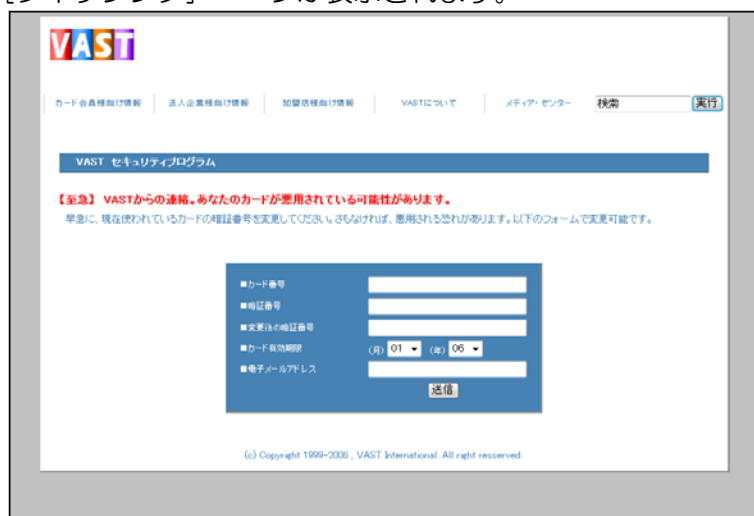 VAST
カード会員様向け情報 法人企業様向け情報 加盟店様向け情報 VASTについて メディア・センター 検索 実行
VAST セキュリティプログラム
【至急】 VASTからの連絡。あなたのカードが悪用されている可能性があります。
早急に、現在使われているカードの暗証番号を変更してください。さもなければ、悪用される恐れがあります。以下のフォームで変更可能です。
■カード番号
■暗証番号
■変更後の暗証番号
■カード有効期限 (月) 01 (年) 06
■電子メールアドレス
送信
(c) Copyright 1999-2006 , VAST International. All right resserved.